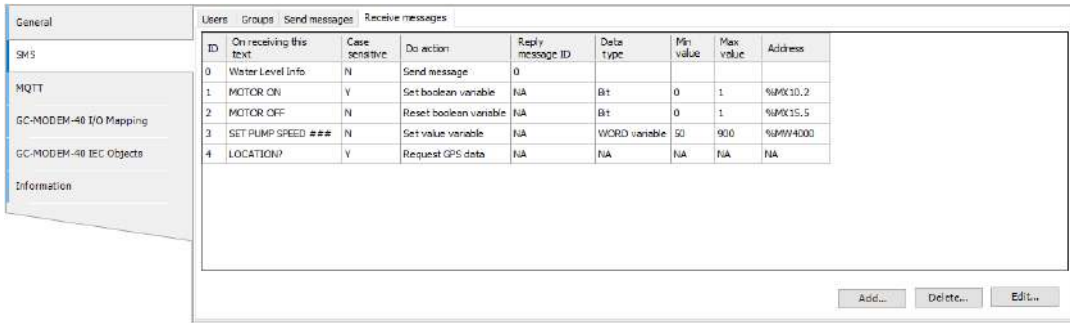 General
SMS
MQTT
GC-MODEM-40 I/O Mapping
GC-MODEM-40 IEC Objects
Information
Users Groups Send messages Receive messages
ID On receiving this text Case sensitive Do action Reply message ID Data type Min value Max value Address
0 Water Level Info N Send message 0
1 MOTOR ON Y Set boolean variable NA Bit 0 1 %MX10.2
2 MOTOR OFF N Reset boolean variable NA Bit 0 1 %MX15.5
3 SET PUMP SPEED ### N Set value variable NA WORD variable 50 900 %MW4000
4 LOCATION? Y Request GPS data NA NA NA NA NA
Add... Delete... Edit...